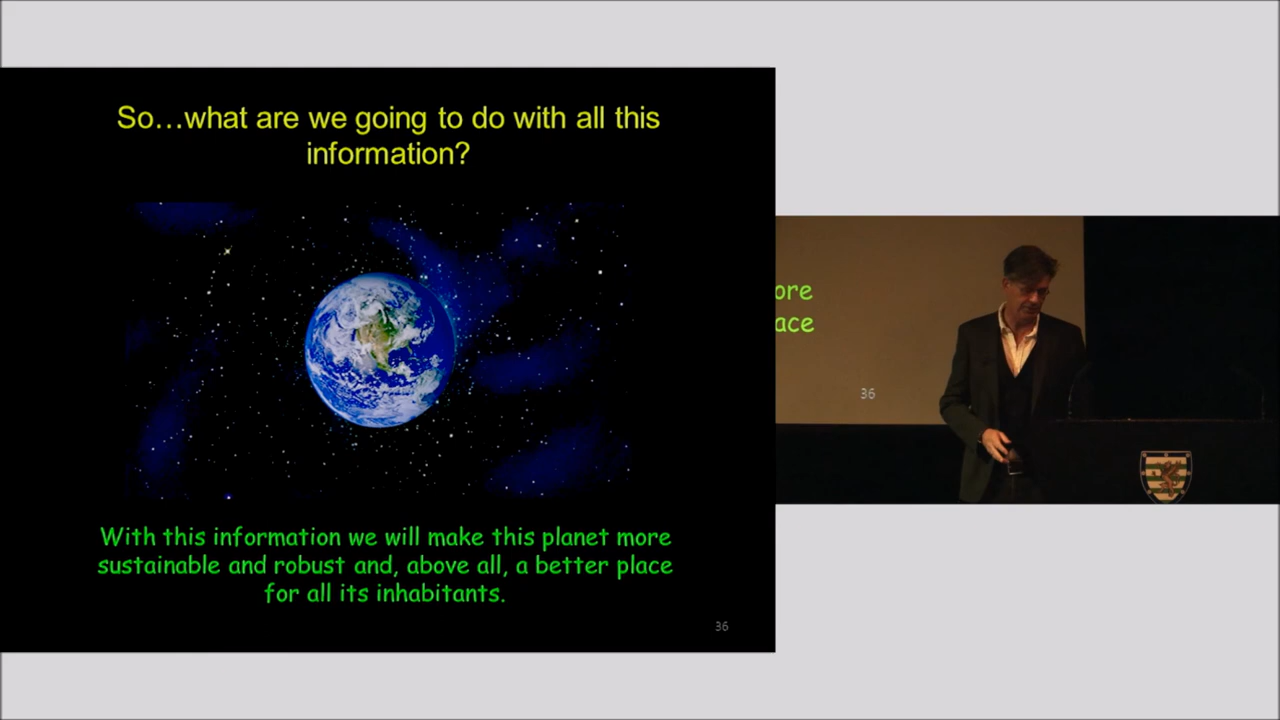 So…what are we going to do with all this
information?
With this information we will make this planet more
sustainable and robust and, above all, a better place
for all its inhabitants.
36
ore
ace
36